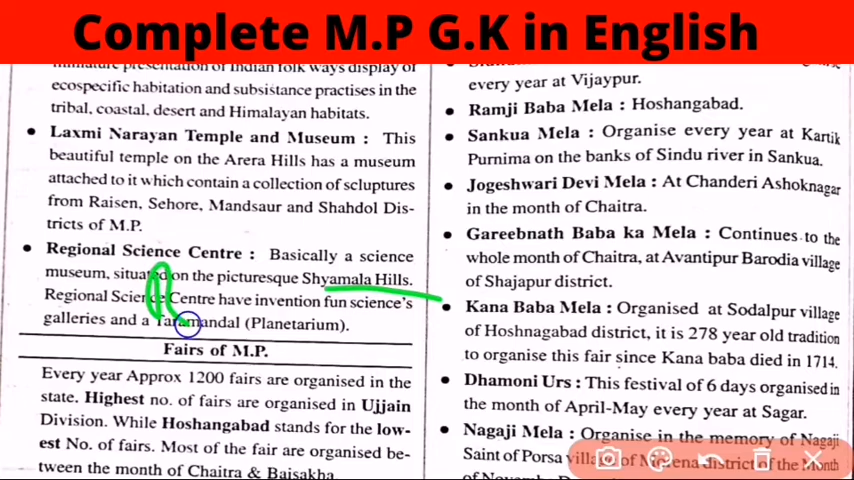 Complete M.P G.K in English
miniature presentation of Indian folk ways display of
ecospecific habitation and subsistance practises in the
tribal, coastal, desert and Himalayan habitats.
Laxmi Narayan Temple and Museum : This
beautiful temple on the Arera Hills has a museum
attached to it which contain a collection of scluptures
from Raisen, Sehore, Mandsaur and Shahdol Dis-
tricts of M.P.
Regional Science Centre : Basically a science
museum, situated on the picturesque Shyamala Hills.
Regional Science Centre have invention fun science's
galleries and a Taramandal (Planetarium).
Fairs of M.P.
Every year Approx 1200 fairs are organised in the
state. Highest no. of fairs are organised in Ujjain
Division. While Hoshangabad stands for the low-
est No. of fairs. Most of the fair are organised be-
tween the month of Chaitra & Baisakha.
every year at Vijaypur.
Ramji Baba Mela : Hoshangabad.
Sankua Mela : Organise every year at Kartik
Purnima on the banks of Sindu river in Sankua.
Jogeshwari Devi Mela : At Chanderi Ashoknagar
in the month of Chaitra.
Gareebnath Baba ka Mela : Continues to the
whole month of Chaitra, at Avantipur Barodia village
of Shajapur district.
Kana Baba Mela : Organised at Sodalpur village
of Hoshnagabad district, it is 278 year old tradition
to organise this fair since Kana baba died in 1714.
Dhamoni Urs : This festival of 6 days organised in
the month of April-May every year at Sagar.
Nagaji Mela : Organise in the memory of Nagaji
Saint of Porsa village of Morena district of the Month